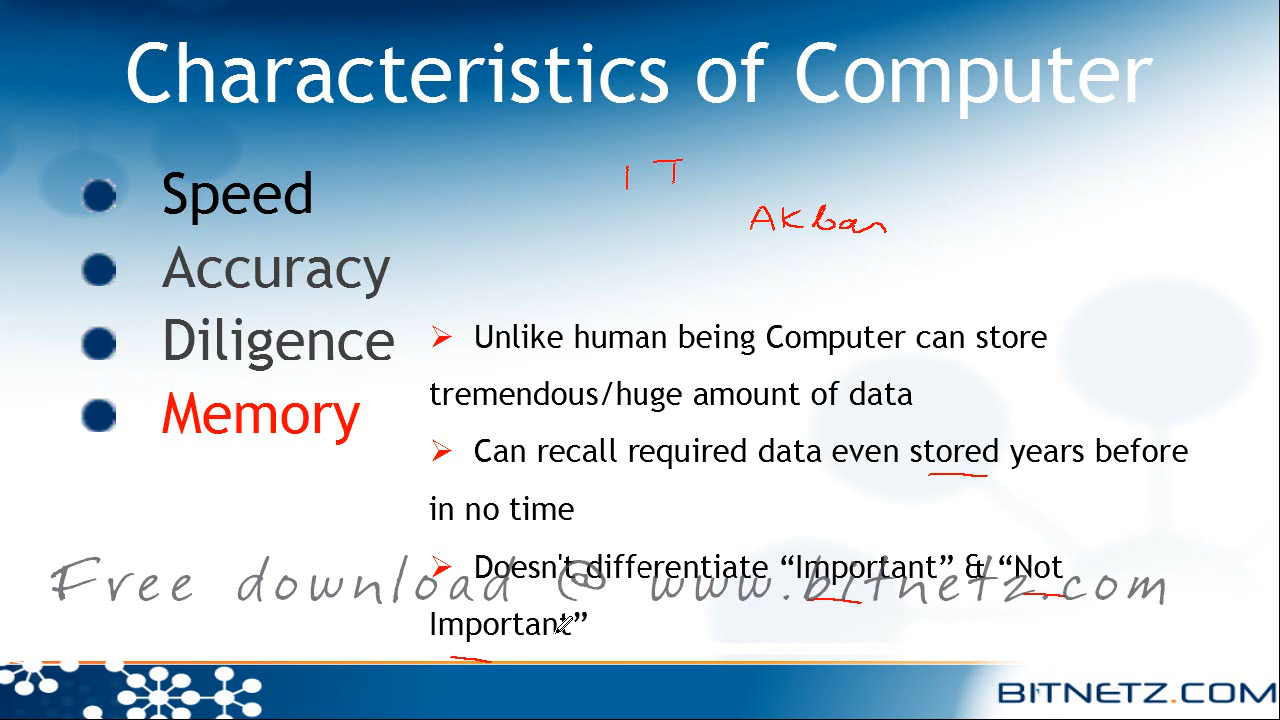 Characteristics of Computer
Speed
I T
AKbar
Accuracy
Diligence
Memory
Unlike human being Computer can store
tremendous/huge amount of data
Can recall required data even stored years before
in no time
Doesn't differentiate “Important” & “Not
Important”
Free download @ www.bitnetz.com
BITNETZ.COM